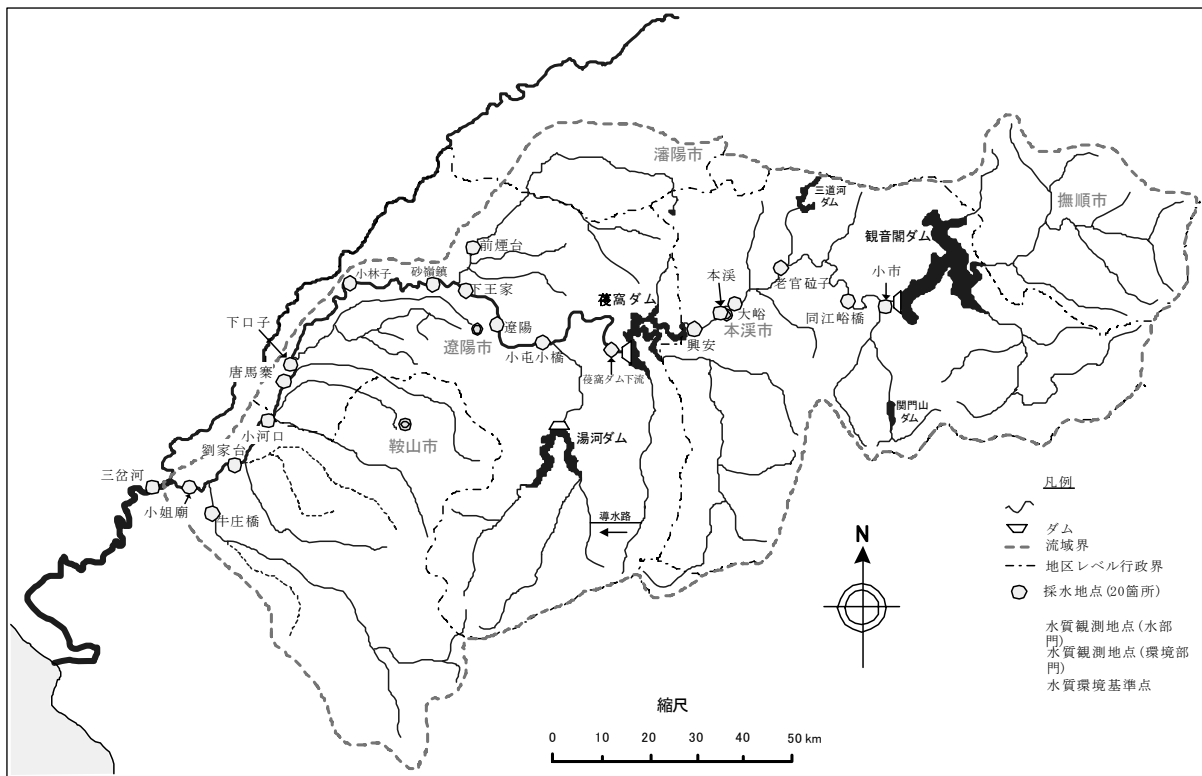 瀋陽市
撫順市
三道河
ダム
観音閣ダム
前煙台
小林子
砂嶺鎮
下王家
老官砬子
本渓
小市
葠窩ダム
大峪
同江峪橋
本渓市
遼陽
興安
下口子
遼陽市
小屯小橋
葠窩ダム下流
唐馬寨
関門山
ダム
小河口
鞍山市
湯河ダム
劉家台
三岔河
小姐廟
牛庄橋
導水路
凡例
ダム
流域界
地区レベル行政界
採水地点(20箇所)
水質観測地点(水部
門)
水質観測地点(環境部
門)
水質環境基準点
N
縮尺
0 10 20 30 40 50 km